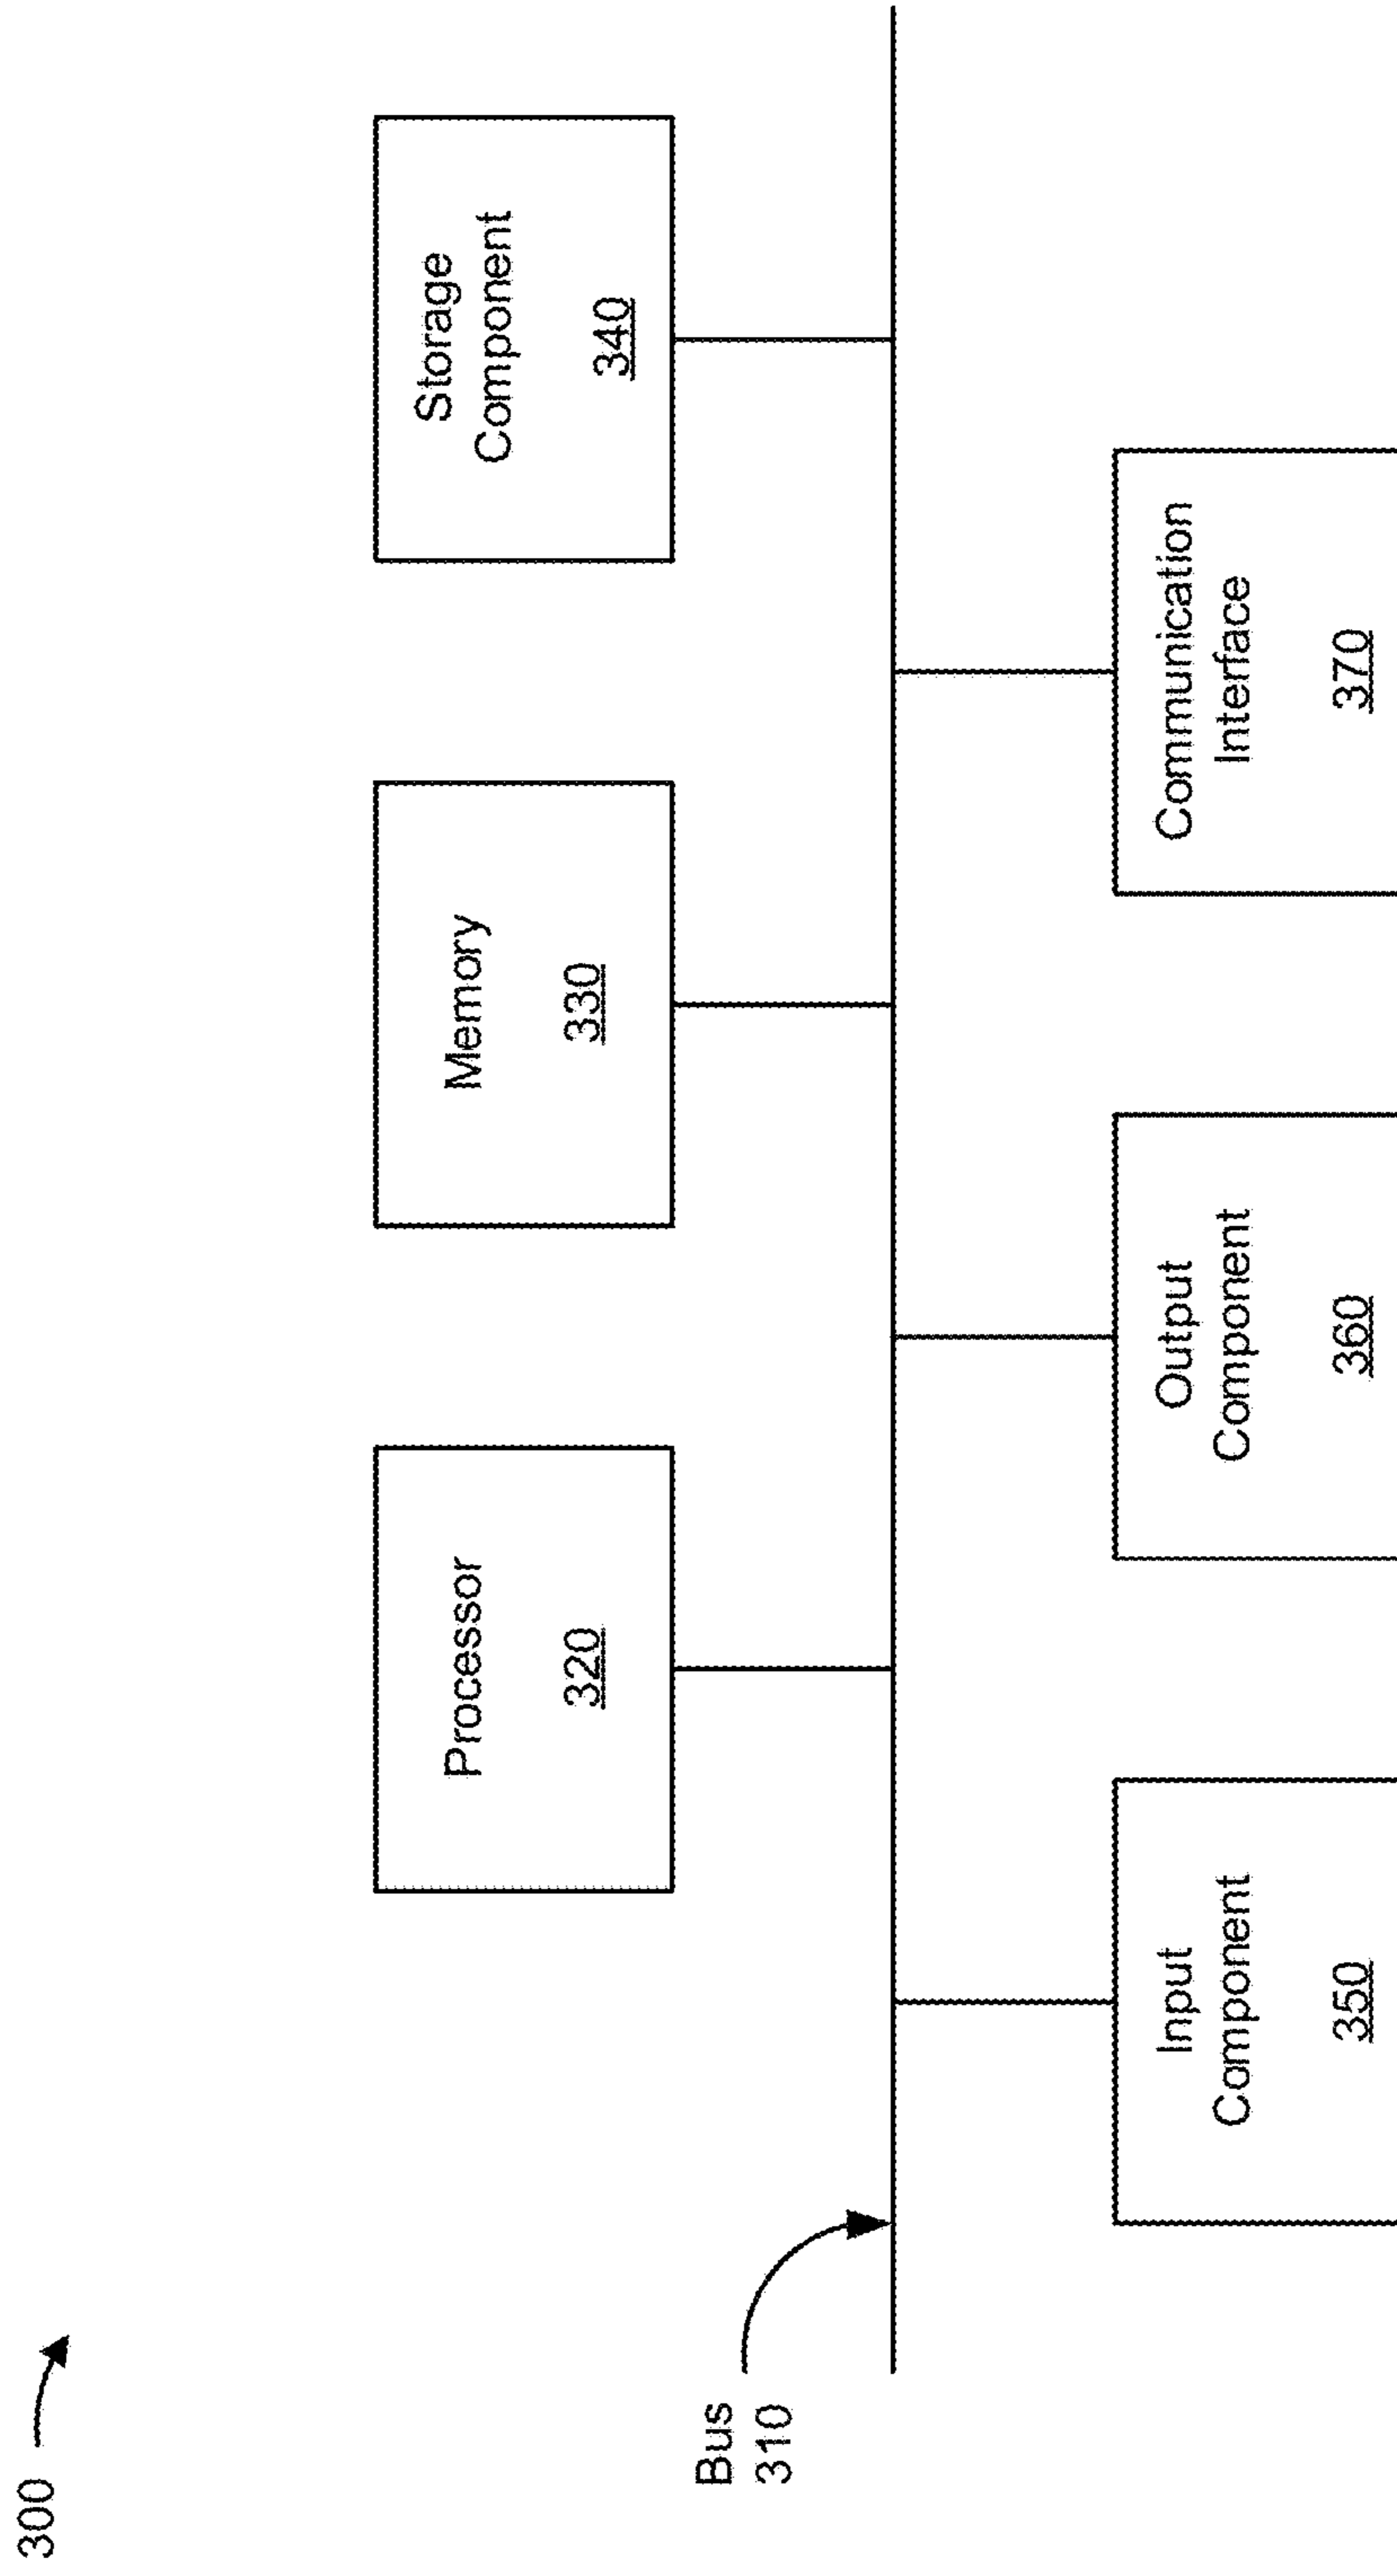 300
Processor
320
Memory
330
Storage
Component
340
Bus
310
Input
Component
350
Output
Component
360
Communication
Interface
370